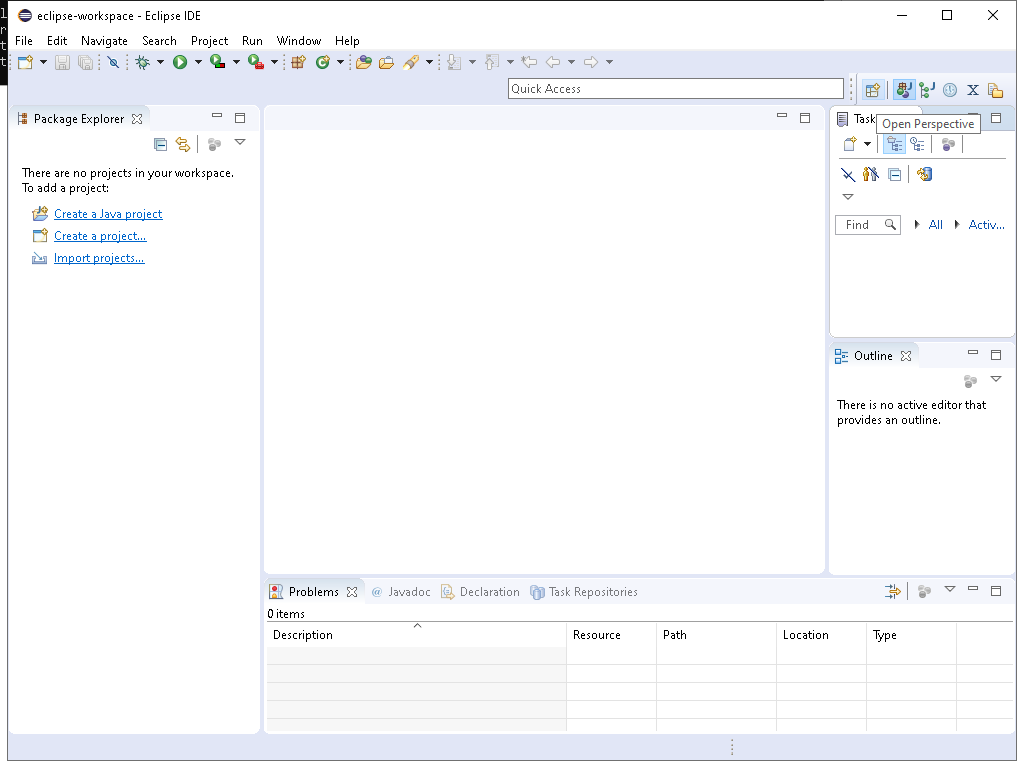 eclipse-workspace - Eclipse IDE
File Edit Navigate Search Project Run Window Help
Quick Access
Package Explorer
Task
Open Perspective
There are no projects in your workspace.
To add a project:
Create a Java project
Create a project...
Import projects...
Find
All
Activ...
Outline
There is no active editor that
provides an outline.
Problems @ Javadoc Declaration Task Repositories
0 items
Description Resource Path Location Type